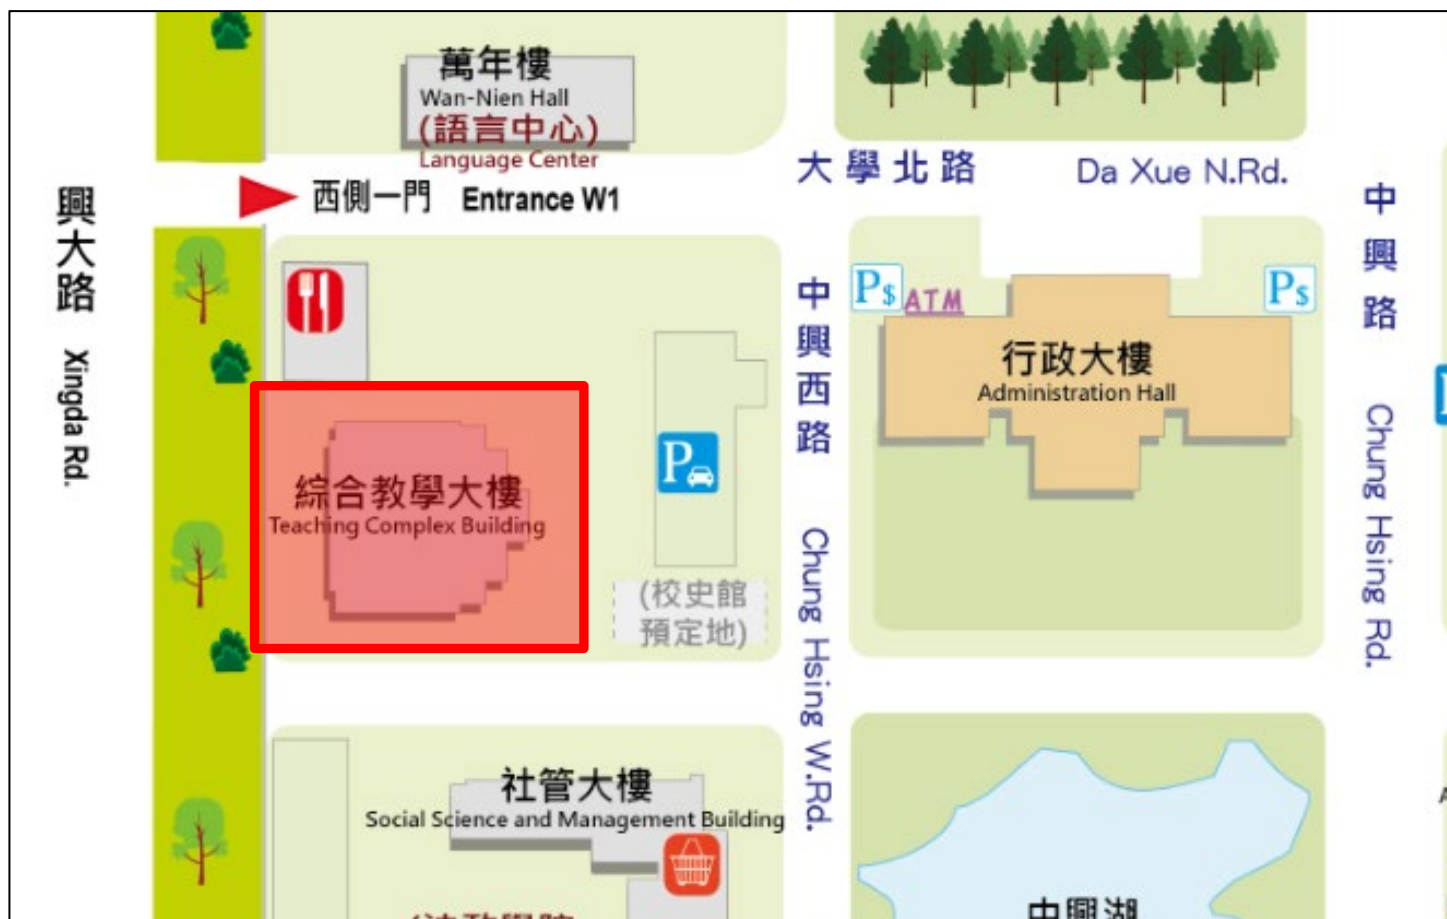 萬年樓
Wan-Nien Hall
(語言中心)
Language Center
大學北路 Da Xue N.Rd.
西側一門 Entrance W1
興大路 Xingda Rd.
中興西路 Chung Hsing W.Rd.
中興路 Chung Hsing Rd.
P$ ATM
P$
行政大樓
Administration Hall
P
綜合教學大樓
Teaching Complex Building
(校史館
預定地)
社管大樓
Social Science and Management Building
中興湖